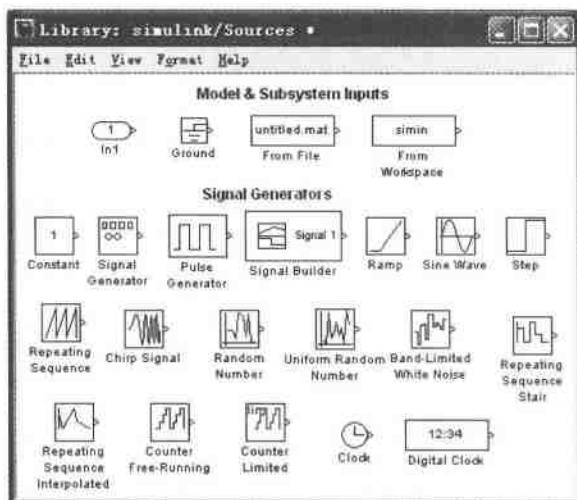 Library: simulink/Sources *
File Edit View Format Help
Model & Subsystem Inputs
1
untitled.mat
simin
In1
Ground
From File
From
Workspace
Signal Generators
1
Signal 1
Constant
Signal
Generator
Pulse
Generator
Signal Builder
Ramp
Sine Wave
Step
Repeating
Sequence
Chirp Signal
Random
Number
Uniform Random
Number
Band-Limited
White Noise
Repeating
Sequence
Stair
12:34
Repeating
Sequence
Interpolated
Counter
Free-Running
Counter
Limited
Clock
Digital Clock